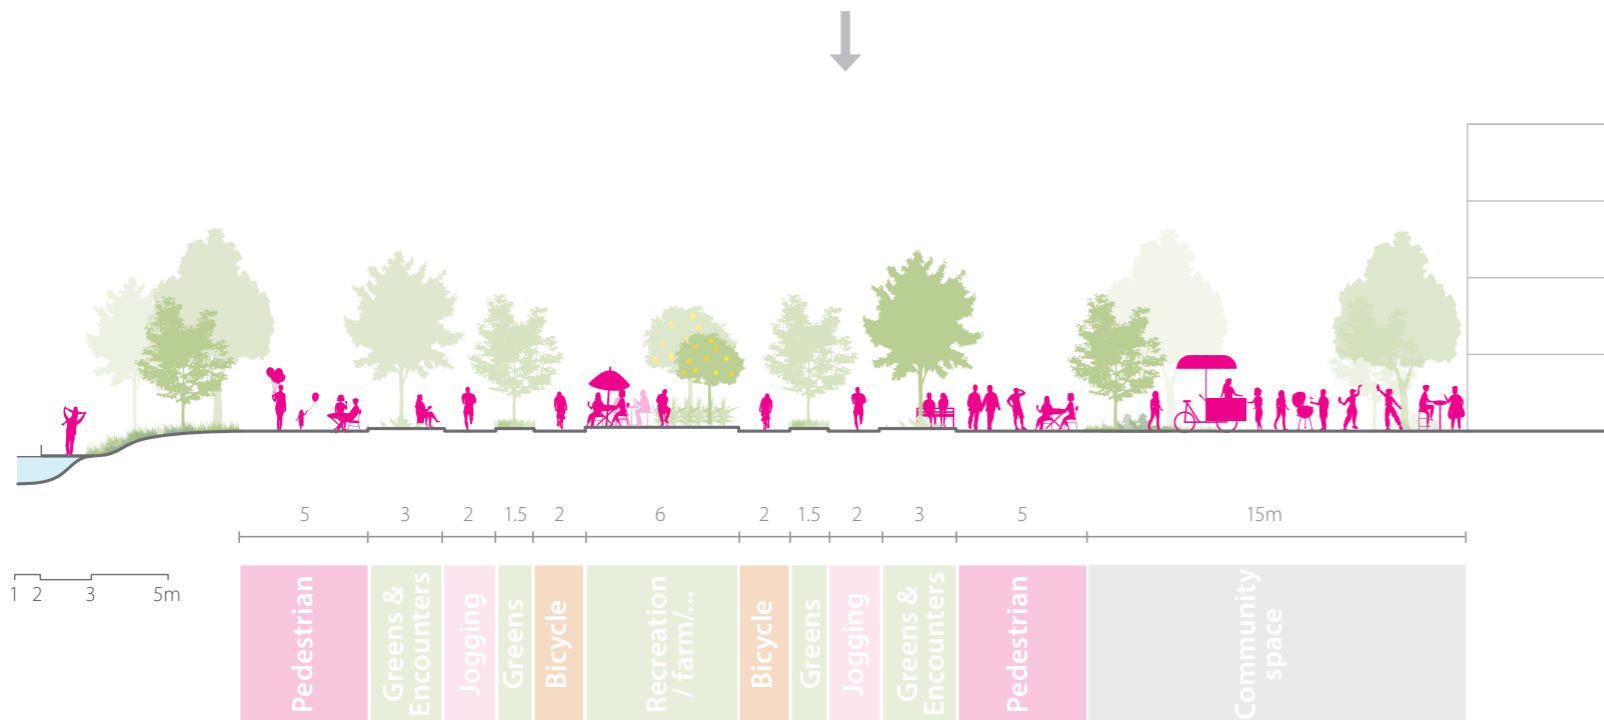 5 3 2 1.5 2 6 2 1.5 2 3 5 15m
1 2 3 5m
Pedestrian
Greens &
Encounters
Jogging
Greens
Bicycle
Recreation
/ farm/...
Bicycle
Greens
Jogging
Greens &
Encounters
Pedestrian
Community
space